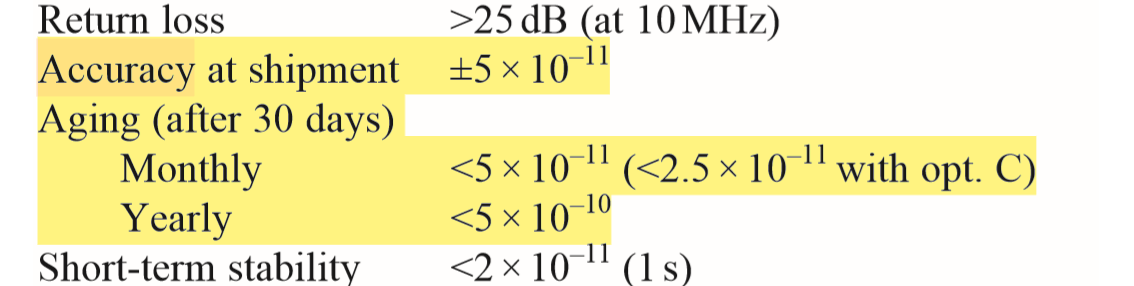 Return loss >25 dB (at 10 MHz)
Accuracy at shipment ±5 × 10⁻¹¹
Aging (after 30 days)
Monthly <5 × 10⁻¹¹ (<2.5 × 10⁻¹¹ with opt. C)
Yearly <5 × 10⁻¹⁰
Short-term stability <2 × 10⁻¹¹ (1 s)